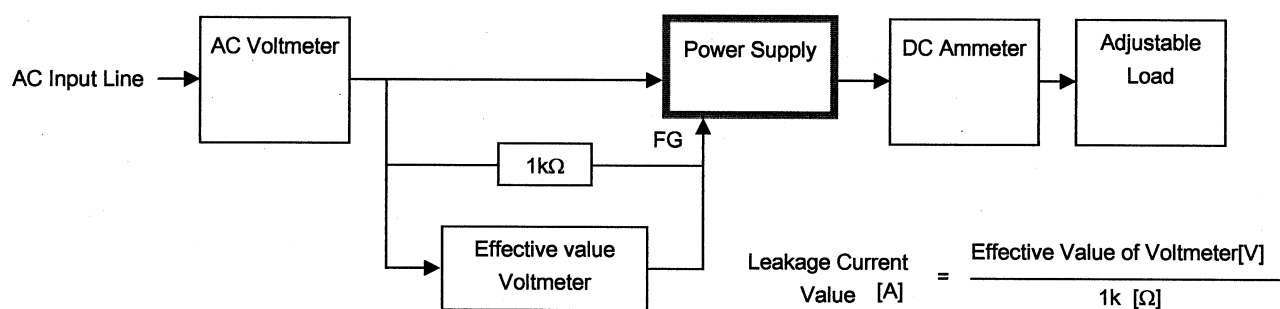 AC Voltmeter
AC Input Line
Power Supply
DC Ammeter
Adjustable
Load
FG
1kΩ
Effective value
Voltmeter
Leakage Current
Value [A]
=
Effective Value of Voltmeter[V]
1k [Ω]